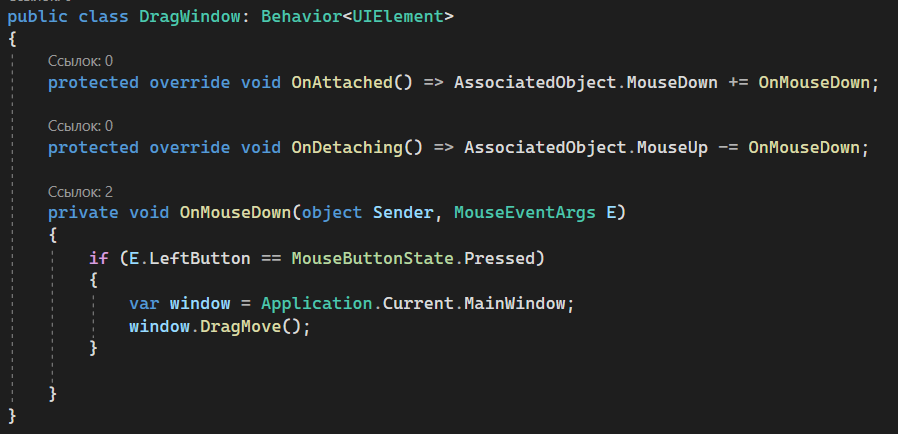 public class DragWindow: Behavior<UIElement>
{
Ссылок: 0
protected override void OnAttached() => AssociatedObject.MouseDown += OnMouseDown;
Ссылок: 0
protected override void OnDetaching() => AssociatedObject.MouseUp -= OnMouseDown;
Ссылок: 2
private void OnMouseDown(object Sender, MouseEventArgs E)
{
if (E.LeftButton == MouseButtonState.Pressed)
{
var window = Application.Current.MainWindow;
window.DragMove();
}
}
}